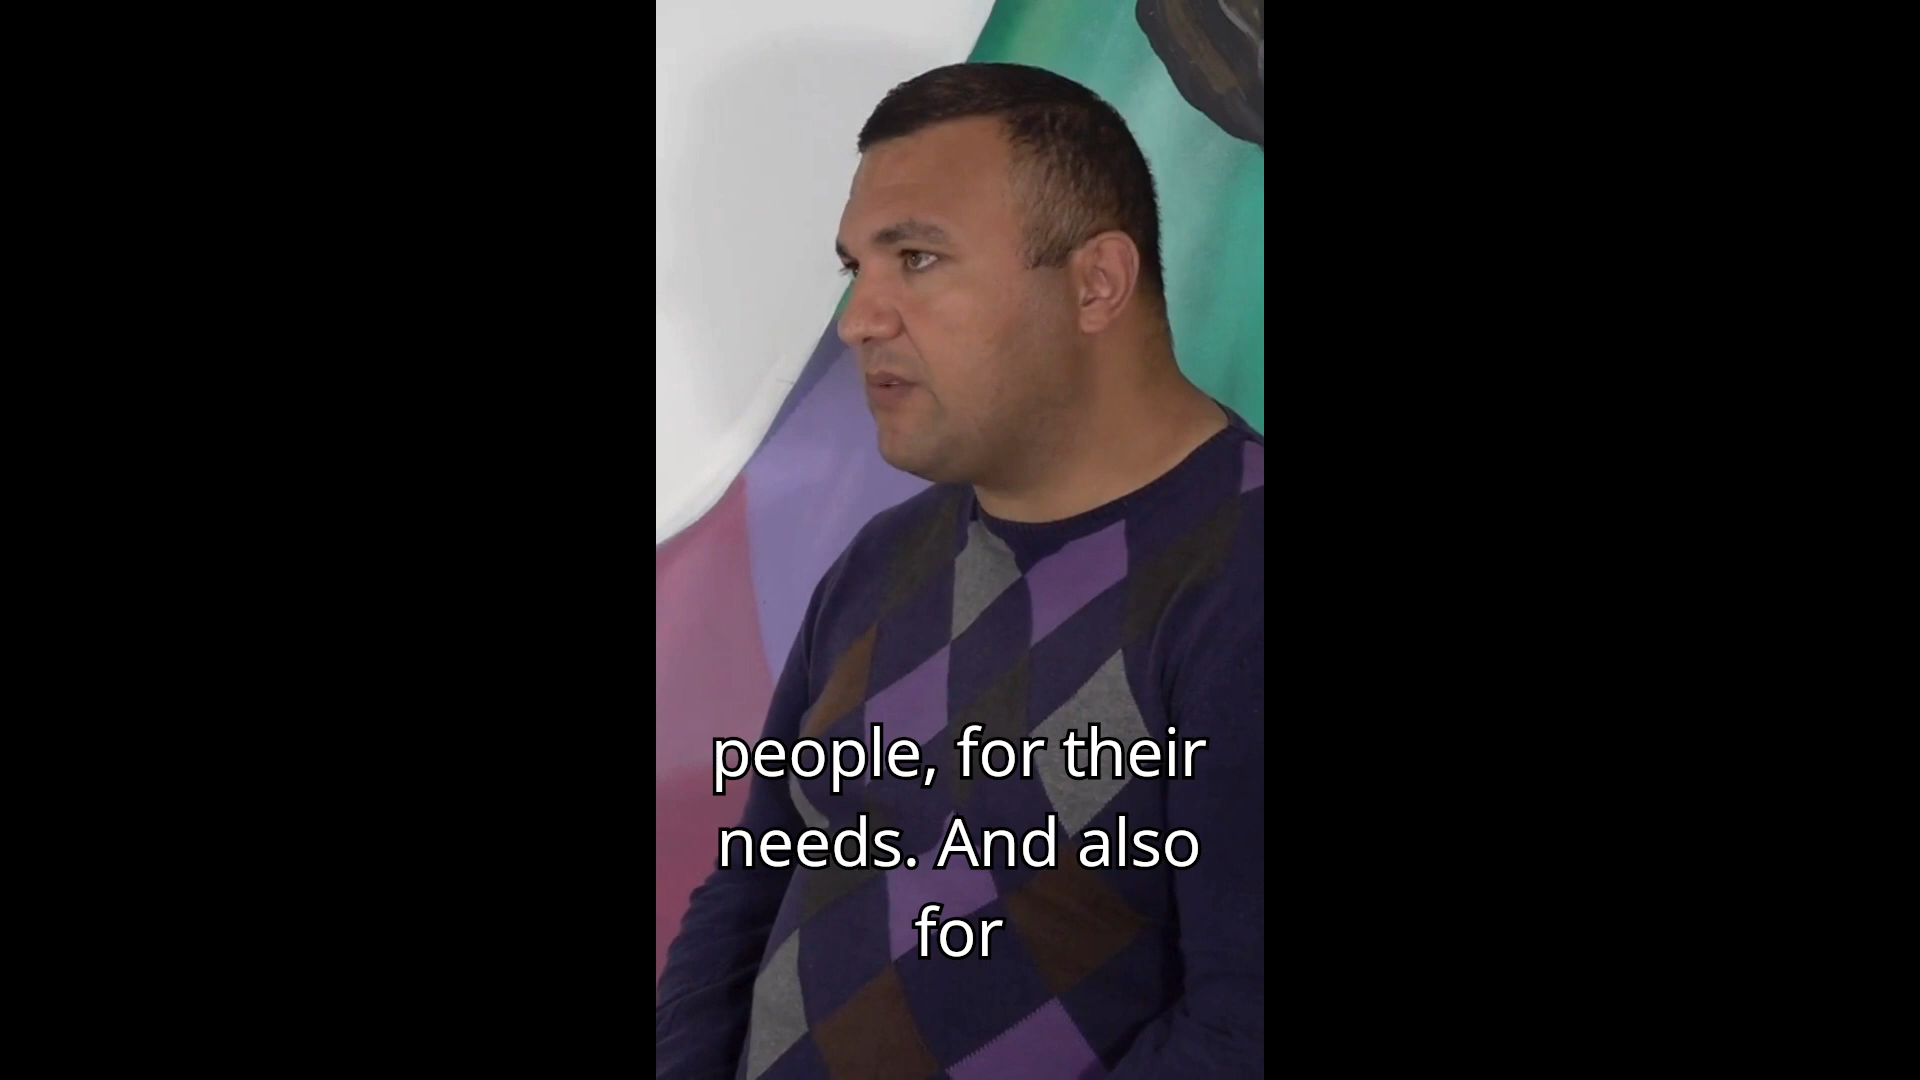 people, for their
needs. And also
for